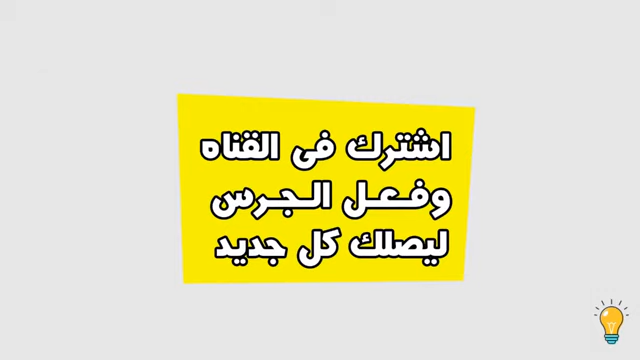 اشترك فى القناه
وفعل الجرس
ليصلك كل جديد